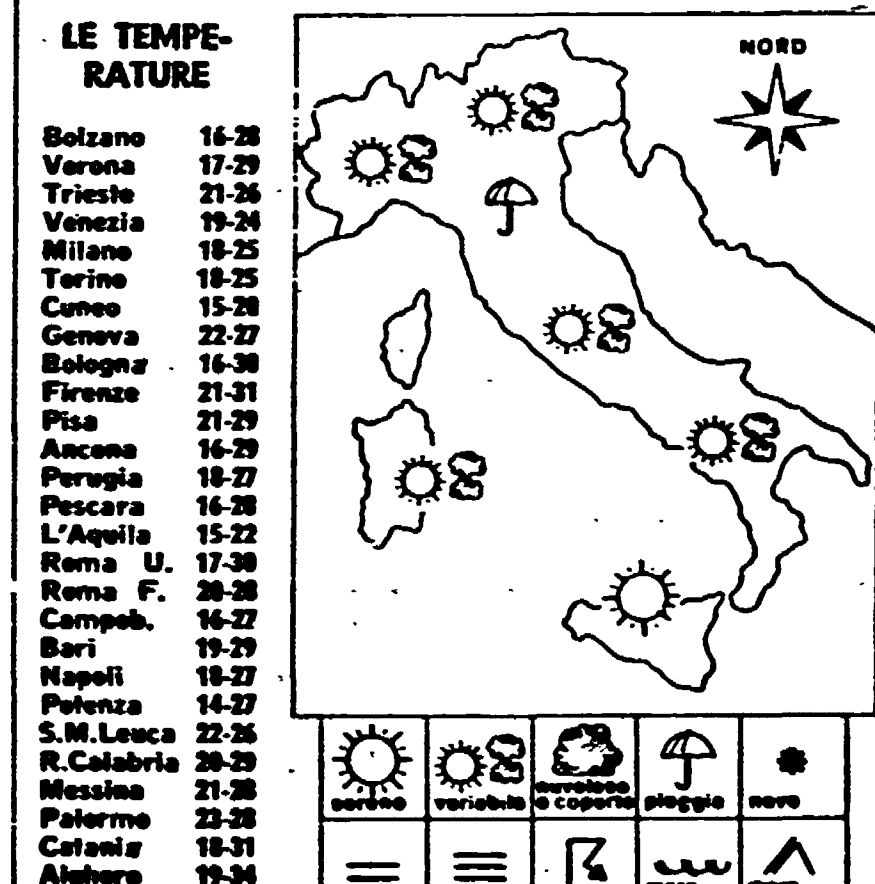 LE TEMPE-
RATURE
Bolzano 16-28
Verona 17-29
Trieste 21-26
Venezia 19-24
Milano 18-25
Torino 18-25
Cuneo 15-28
Genova 22-27
Bologna 16-30
Firenze 21-31
Pisa 21-29
Ancona 16-29
Perugia 18-27
Pescara 16-28
L'Aquila 15-22
Roma U. 17-30
Roma F. 20-28
Campob. 16-27
Bari 19-29
Napoli 18-27
Potenza 14-27
S.M.Leuca 22-26
R.Calabria 20-29
Messina 21-28
Palermo 23-28
Catania 18-31
Alghero 19-34
NORD
sereno
variabile
nuvoloso
o coperto
pioggia
neve